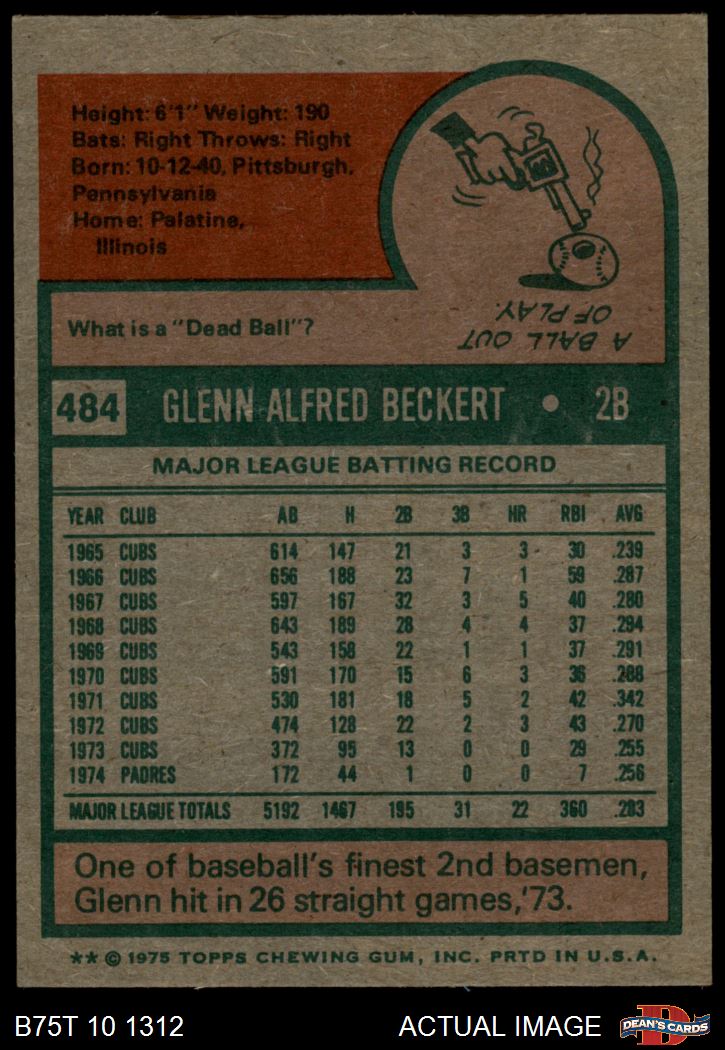 Height: 6'1" Weight: 190
Bats: Right Throws: Right
Born: 10-12-40, Pittsburgh,
Pennsylvania
Home: Palatine,
Illinois
What is a "Dead Ball"?
A BALL OUT
OF PLAY.
484 GLENN ALFRED BECKERT • 2B
MAJOR LEAGUE BATTING RECORD
YEAR CLUB AB H 2B 3B HR RBI AVG
1965 CUBS 614 147 21 3 3 30 .239
1966 CUBS 656 188 23 7 1 59 .287
1967 CUBS 597 167 32 3 5 40 .280
1968 CUBS 643 189 28 4 4 37 .294
1969 CUBS 543 158 22 1 1 37 .291
1970 CUBS 591 170 15 6 3 36 .288
1971 CUBS 530 181 18 5 2 42 .342
1972 CUBS 474 128 22 2 3 43 .270
1973 CUBS 372 95 13 0 0 29 .255
1974 PADRES 172 44 1 0 0 7 .256
MAJOR LEAGUE TOTALS 5192 1467 195 31 22 360 .283
One of baseball's finest 2nd basemen,
Glenn hit in 26 straight games,'73.
** © 1975 TOPPS CHEWING GUM, INC. PRTD IN U.S.A.
B75T 10 1312 ACTUAL IMAGE D DEAN'S CARDS